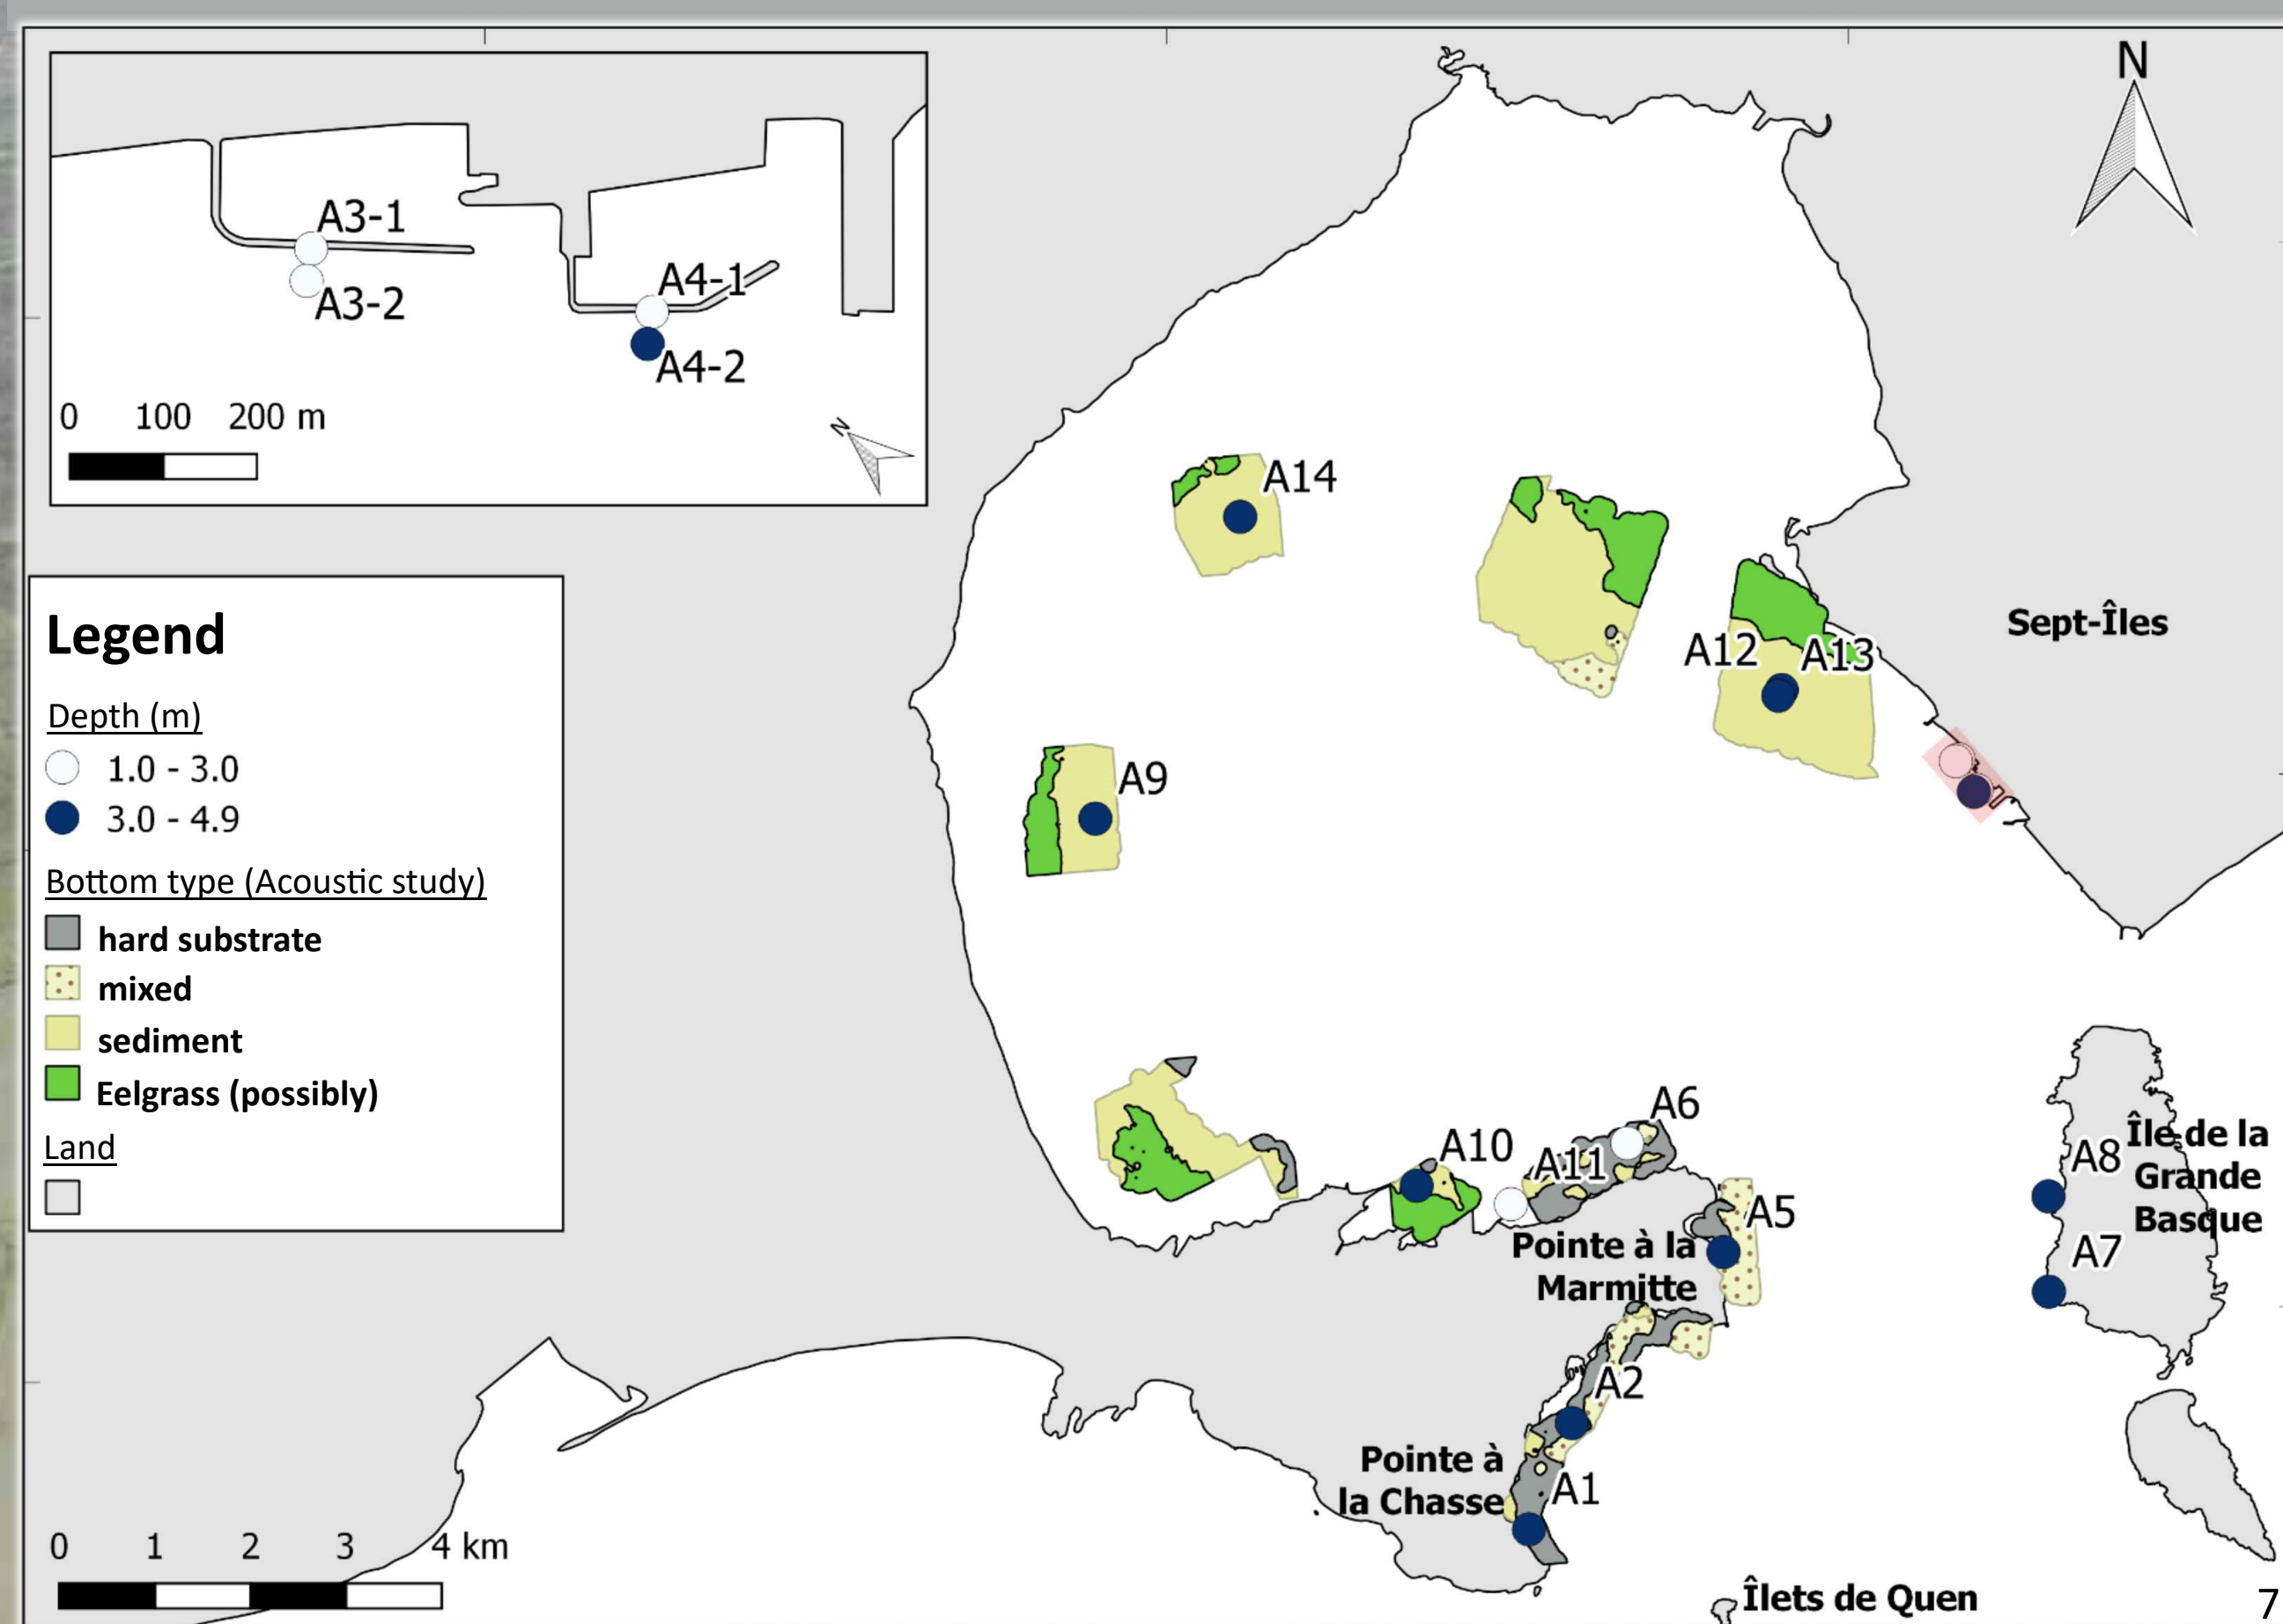 A3-1
A3-2
A4-1
A4-2
0 100 200 m
N
N
Legend
Depth (m)
1.0 - 3.0
3.0 - 4.9
Bottom type (Acoustic study)
hard substrate
mixed
sediment
Eelgrass (possibly)
Land
A14
Sept-Îles
A12 A13
A9
A6
A10
A11
A8
Île de la
Grande
Basque
A5
A7
Pointe à la
Marmitte
A2
Pointe à
la Chasse
A1
0 1 2 3 4 km
Îlets de Quen
7